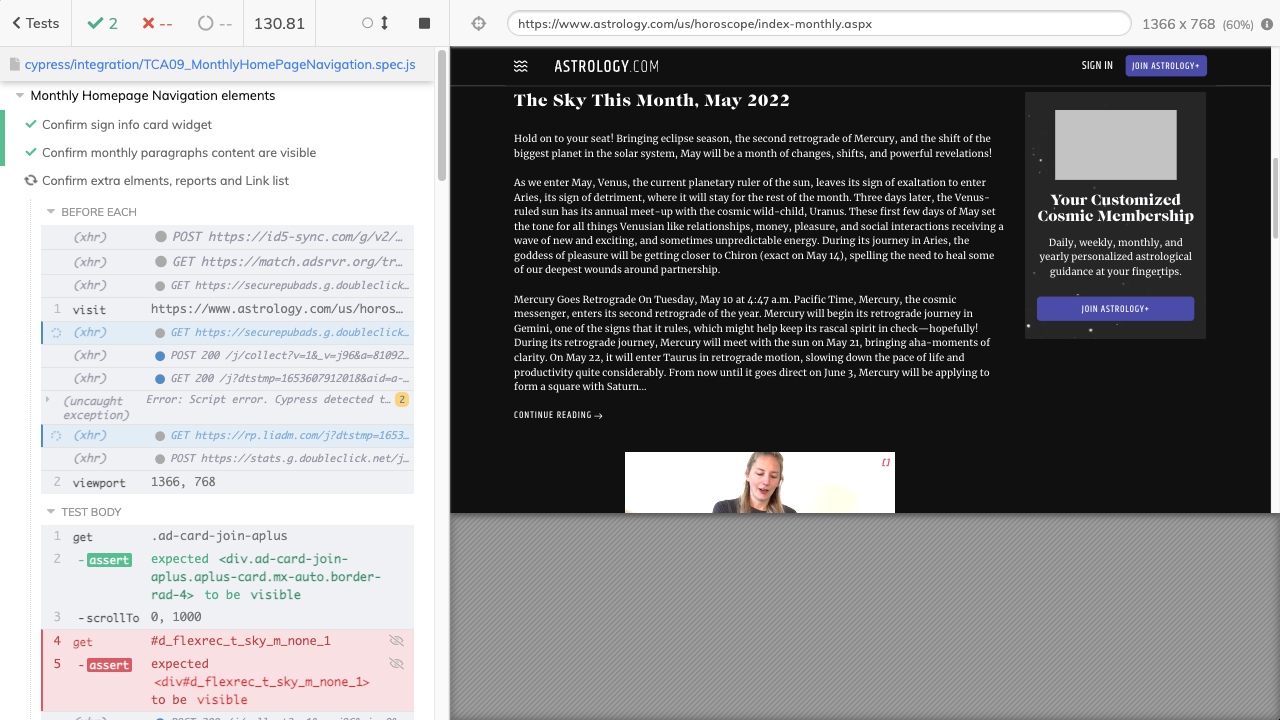 Tests
2
--
--
130.81
https://www.astrology.com/us/horoscope/index-monthly.aspx
1366 x 768 (60%)
cypress/integration/TCA09_MonthlyHomePageNavigation.spec.js
Monthly Homepage Navigation elements
Confirm sign info card widget
Confirm monthly paragraphs content are visible
Confirm extra elments, reports and Link list
BEFORE EACH
(xhr) POST https://id5-sync.com/g/v2/…
(xhr) GET https://match.adsrvr.org/tr…
(xhr) GET https://securepubads.g.doubleclick…
1 visit https://www.astrology.com/us/horos…
(xhr) GET https://securepubads.g.doubleclick…
(xhr) POST 200 /j/collect?v=1&_v=j96&a=81092…
(xhr) GET 200 /j?dtstmp=1653607912018&aid=a-…
(uncaught exception) Error: Script error. Cypress detected t… 2
(xhr) GET https://rp.liadm.com/j?dtstmp=1653…
(xhr) POST https://stats.g.doubleclick.net/j…
2 viewport 1366, 768
TEST BODY
1 get .ad-card-join-aplus
2 -assert expected <div.ad-card-join-
aplus.aplus-card.mx-auto.border-
rad-4> to be visible
3 -scrollTo 0, 1000
4 get #d_flexrec_t_sky_m_none_1
5 -assert expected
<div#d_flexrec_t_sky_m_none_1>
to be visible
ASTROLOGY.COM
SIGN IN
JOIN ASTROLOGY+
The Sky This Month, May 2022
Hold on to your seat! Bringing eclipse season, the second retrograde of Mercury, and the shift of the
biggest planet in the solar system, May will be a month of changes, shifts, and powerful revelations!
As we enter May, Venus, the current planetary ruler of the sun, leaves its sign of exaltation to enter
Aries, its sign of detriment, where it will stay for the rest of the month. Three days later, the Venus-
ruled sun has its annual meet-up with the cosmic wild-child, Uranus. These first few days of May set
the tone for all things Venusian like relationships, money, pleasure, and social interactions receiving a
wave of new and exciting, and sometimes unpredictable energy. During its journey in Aries, the
goddess of pleasure will be getting closer to Chiron (exact on May 14), spelling the need to heal some
of our deepest wounds around partnership.
Mercury Goes Retrograde On Tuesday, May 10 at 4:47 a.m. Pacific Time, Mercury, the cosmic
messenger, enters its second retrograde of the year. Mercury will begin its retrograde journey in
Gemini, one of the signs that it rules, which might help keep its rascal spirit in check—hopefully!
During its retrograde journey, Mercury will meet with the sun on May 21, bringing aha-moments of
clarity. On May 22, it will enter Taurus in retrograde motion, slowing down the pace of life and
productivity quite considerably. From now until it goes direct on June 3, Mercury will be applying to
form a square with Saturn...
CONTINUE READING
Your Customized
Cosmic Membership
Daily, weekly, monthly, and
yearly personalized astrological
guidance at your fingertips.
JOIN ASTROLOGY+